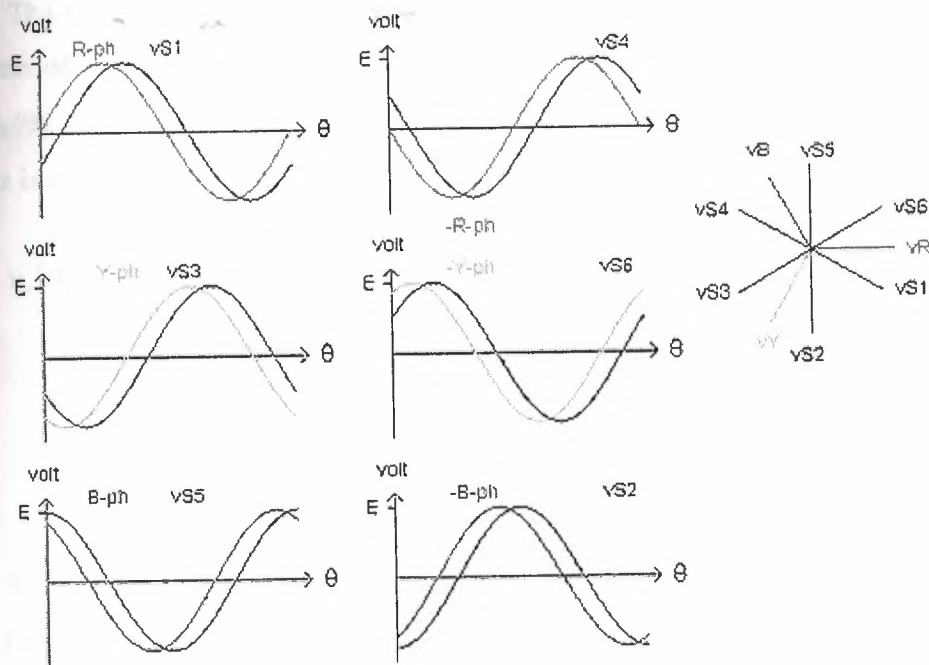 volt
E
R-ph vS1
θ
volt
E
vS4
θ
-R-ph
volt
E
Y-ph vS3
θ
volt
E
-Y-ph
vS6
θ
vB
vS5
vS4
vS6
vR
vS3
vS1
vY
vS2
volt
E
B-ph vS5
θ
volt
E
-B-ph
vS2
θ